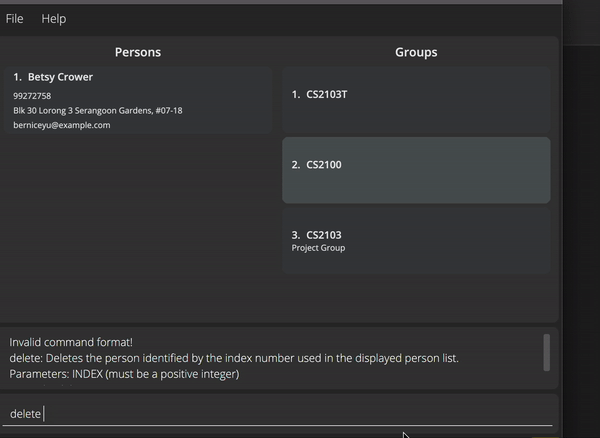 File Help
Persons
1. Betsy Crower
99272758
Blk 30 Lorong 3 Serangoon Gardens, #07-18
berniceyu@example.com
Groups
1. CS2103T
2. CS2100
3. CS2103
Project Group
Invalid command format!
delete: Deletes the person identified by the index number used in the displayed person list.
Parameters: INDEX (must be a positive integer)
delete